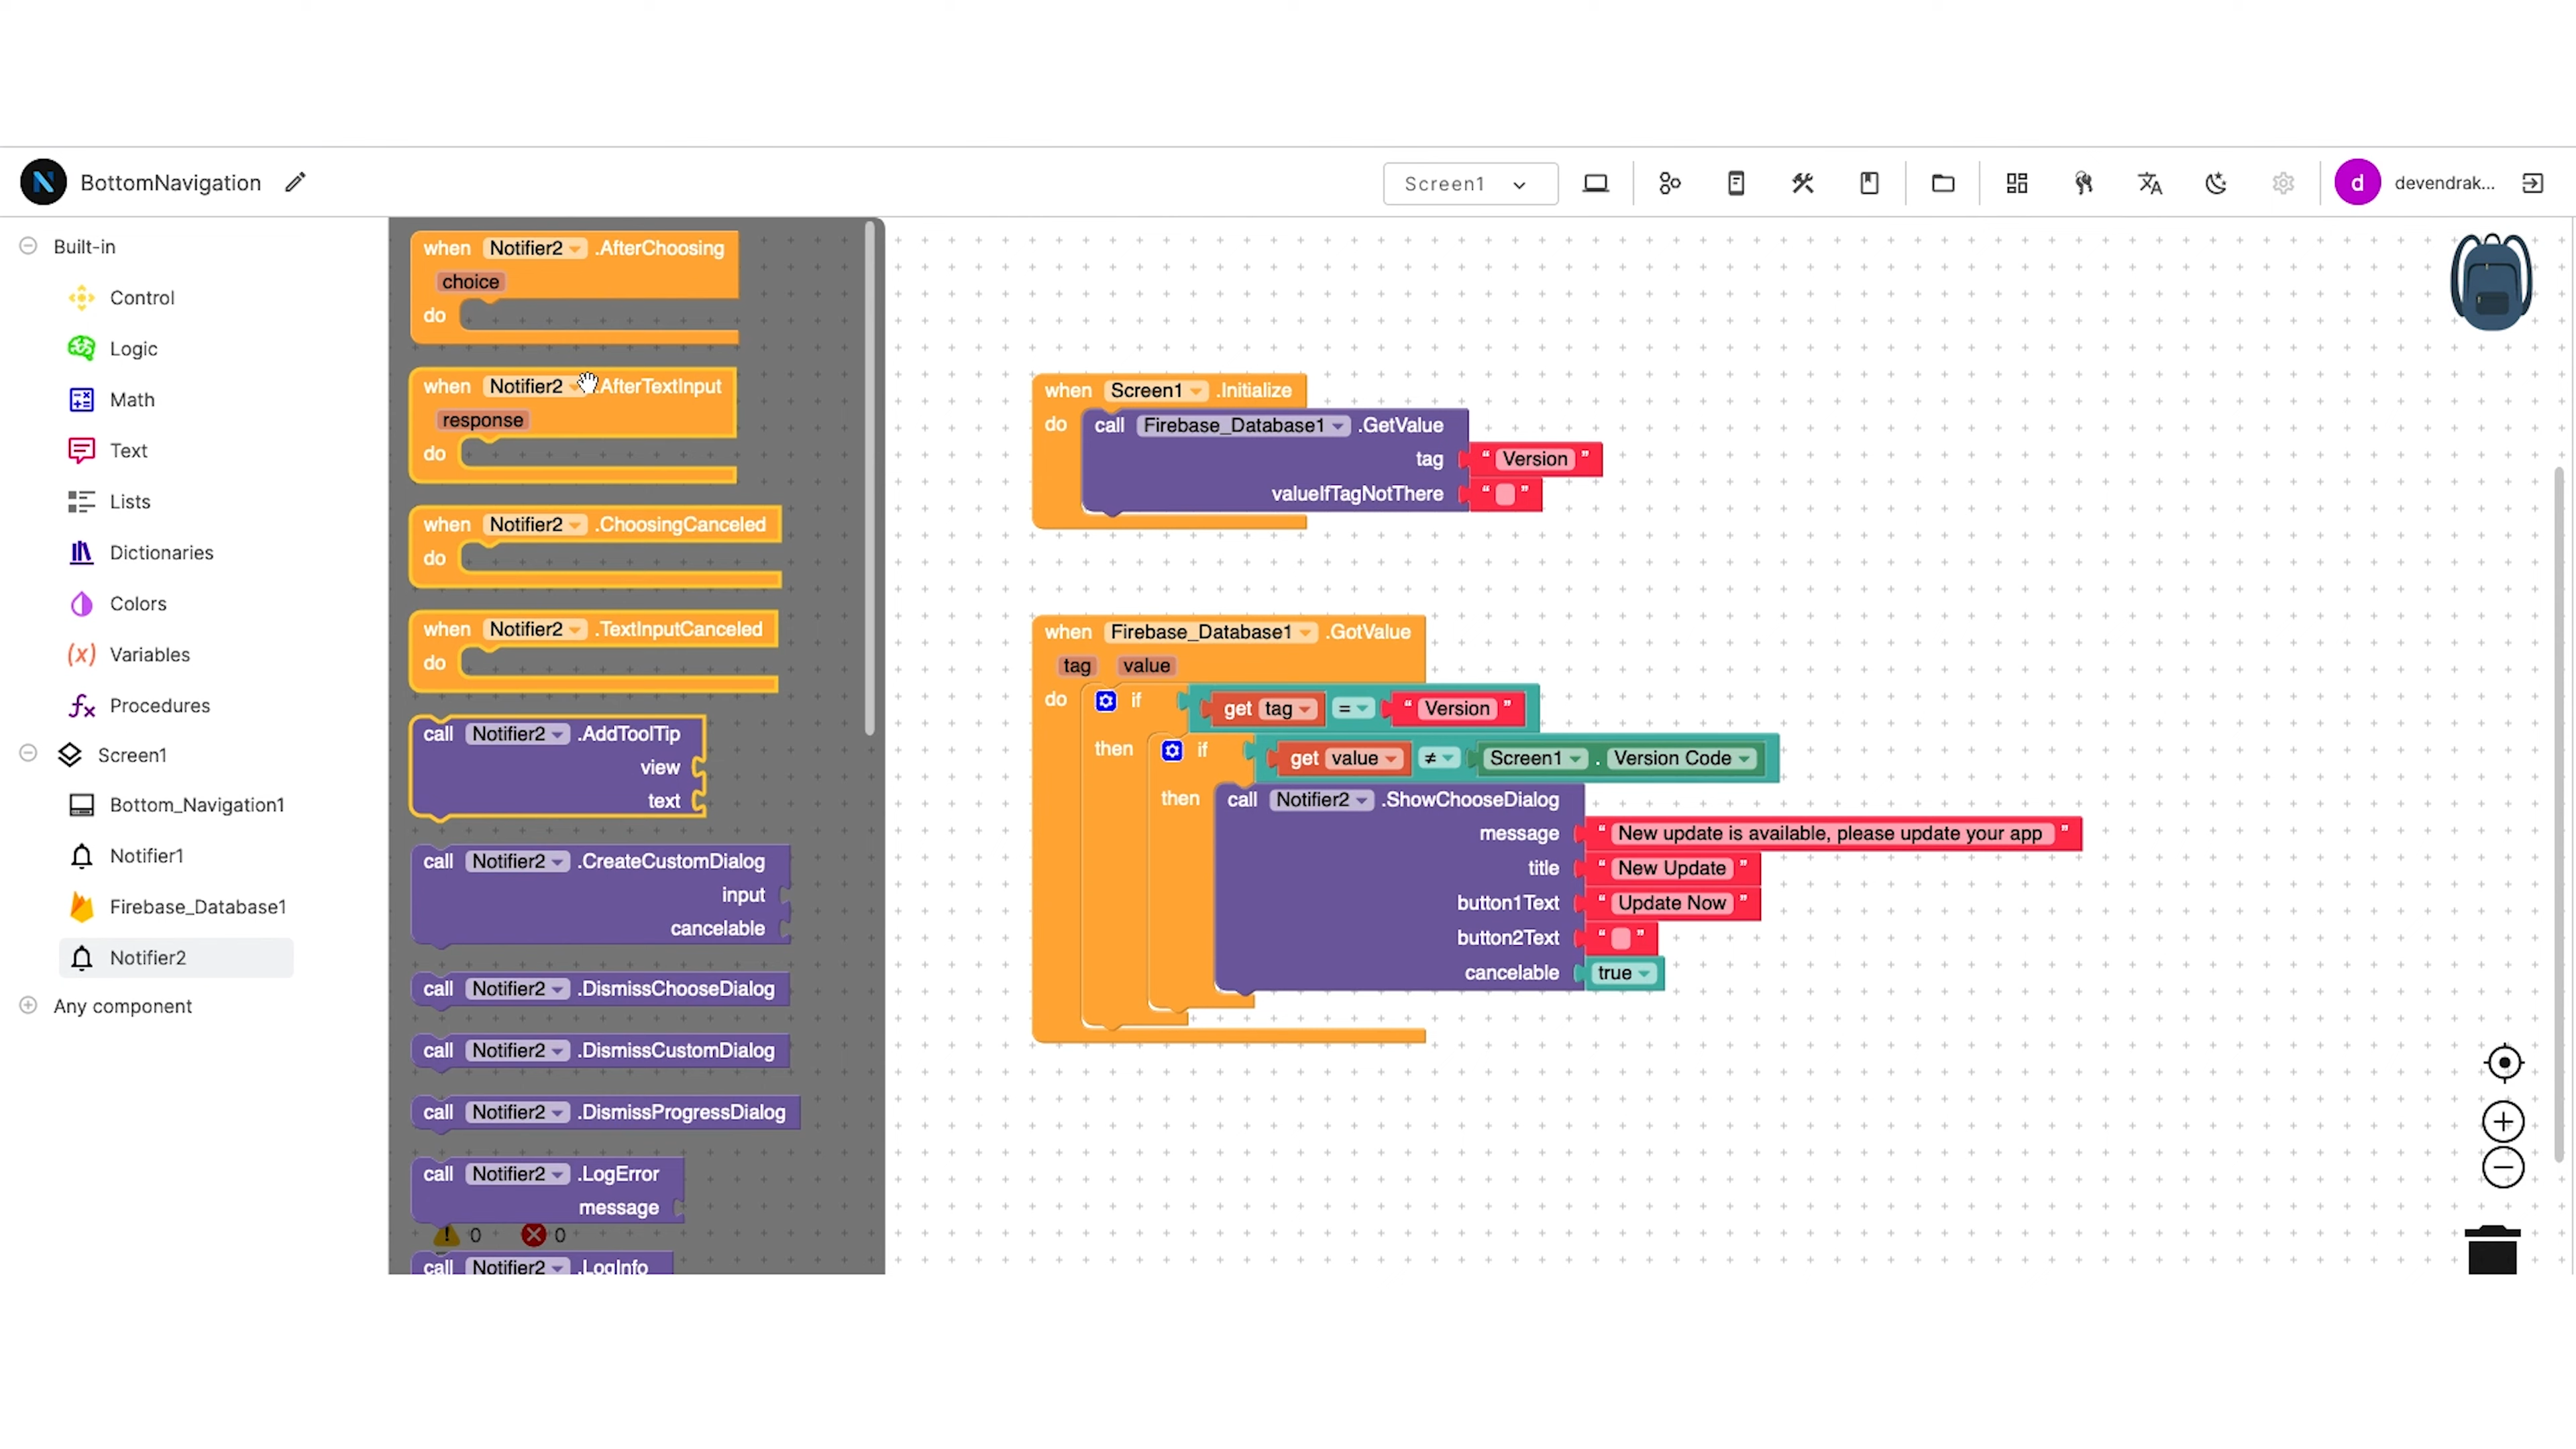 BottomNavigation
Screen1
d
devendrak...
Built-in
Control
Logic
Math
Text
Lists
Dictionaries
Colors
(x) Variables
fx Procedures
Screen1
Bottom_Navigation1
Notifier1
Firebase_Database1
Notifier2
Any component
when Notifier2 .AfterChoosing
choice
do
when Notifier2 .AfterTextInput
response
do
when Notifier2 .ChoosingCanceled
do
when Notifier2 .TextInputCanceled
do
call Notifier2 .AddToolTip
view
text
call Notifier2 .CreateCustomDialog
input
cancelable
call Notifier2 .DismissChooseDialog
call Notifier2 .DismissCustomDialog
call Notifier2 .DismissProgressDialog
call Notifier2 .LogError
message
0 0
call Notifier2 .LogInfo
when Screen1 .Initialize
do call Firebase_Database1 .GetValue
tag “ Version ”
valueIfTagNotThere “ ”
when Firebase_Database1 .GotValue
tag value
do if get tag = “ Version ”
then if get value ≠ Screen1 . Version Code
then call Notifier2 .ShowChooseDialog
message “ New update is available, please update your app ”
title “ New Update ”
button1Text “ Update Now ”
button2Text “ ”
cancelable true